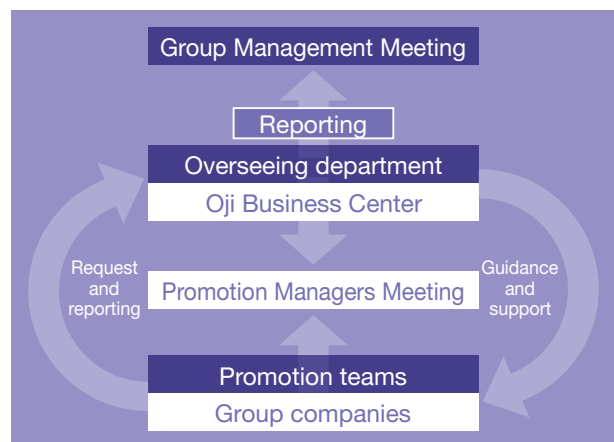 Group Management Meeting
Reporting
Overseeing department
Oji Business Center
Request
and
reporting
Promotion Managers Meeting
Guidance
and
support
Promotion teams
Group companies